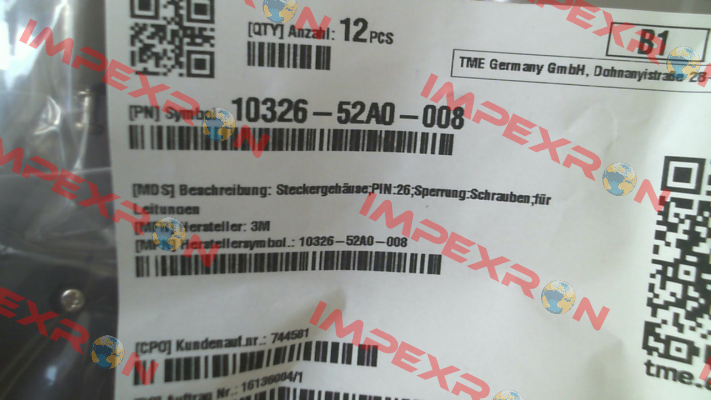 [QTY] Anzahl: 12 PCS
B1
TME Germany GmbH, Dohnanyistraße 28
[PN] Symbol: 10326-52A0-008
[MDS] Beschreibung: Steckergehäuse;PIN:26;Sperrung:Schrauben;für
Leitungen
Hersteller: 3M
Herstellersymbol.: 10326-52A0-008
[CPO] Kundenauf.nr.: 744581
Auftrag Nr.: 16136004/1
tme.e
IMPEXRON
IMPEXRON
IMPEXRON
IMPEXRON
IMPEXRON
IMPEXRON